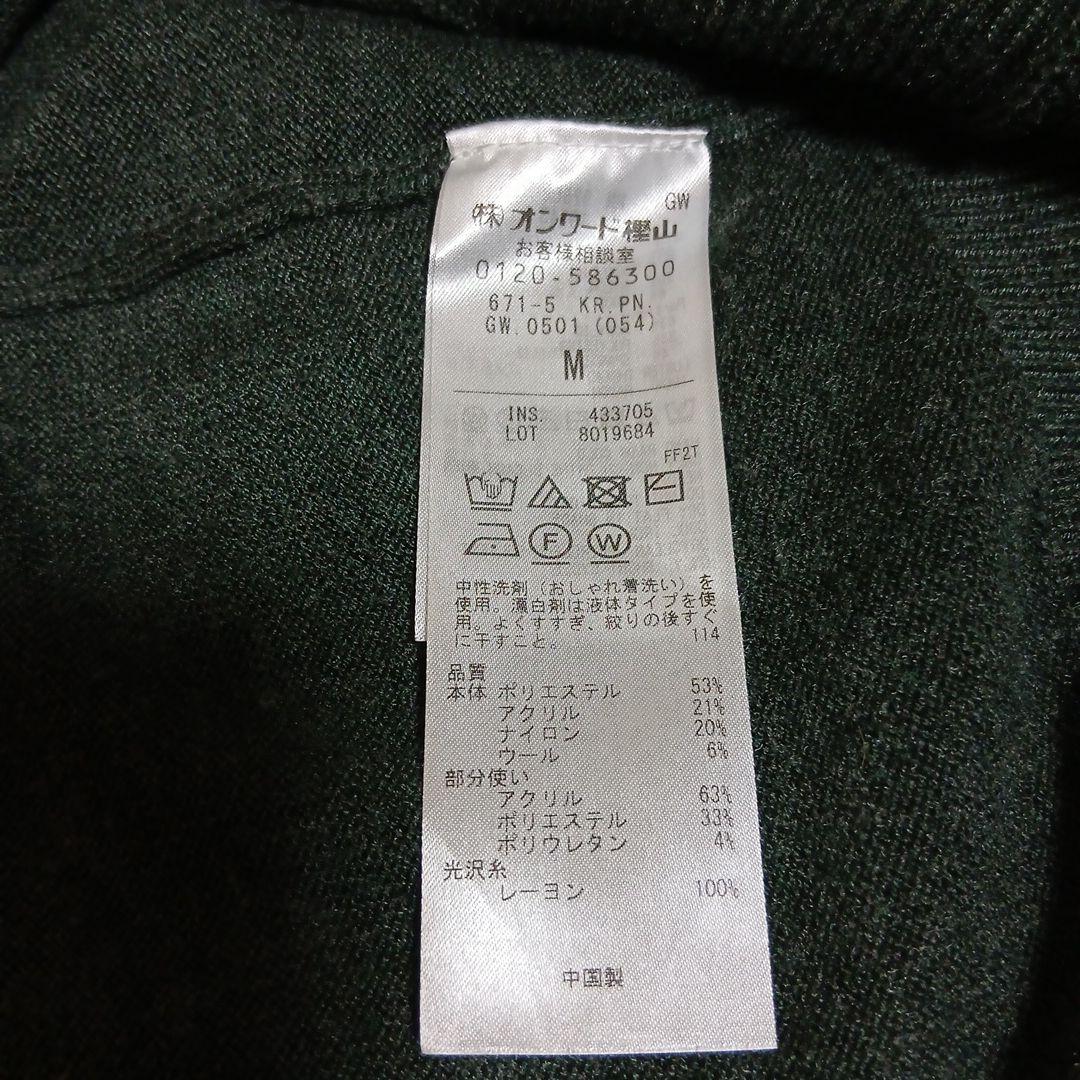 GW
(株)オンワード樫山
お客様相談室
0120-586300
671-5 KR.PN.
GW.0501 (054)
M
INS. 433705
LOT 8019684
FF2T
F W
中性洗剤（おしゃれ着洗い）を
使用。漂白剤は液体タイプを使
用。よくすすぎ、絞りの後すぐ
に干すこと。 114
品質
本体 ポリエステル 53%
アクリル 21%
ナイロン 20%
ウール 6%
部分使い
アクリル 63%
ポリエステル 33%
ポリウレタン 4%
光沢糸
レーヨン 100%
中国製